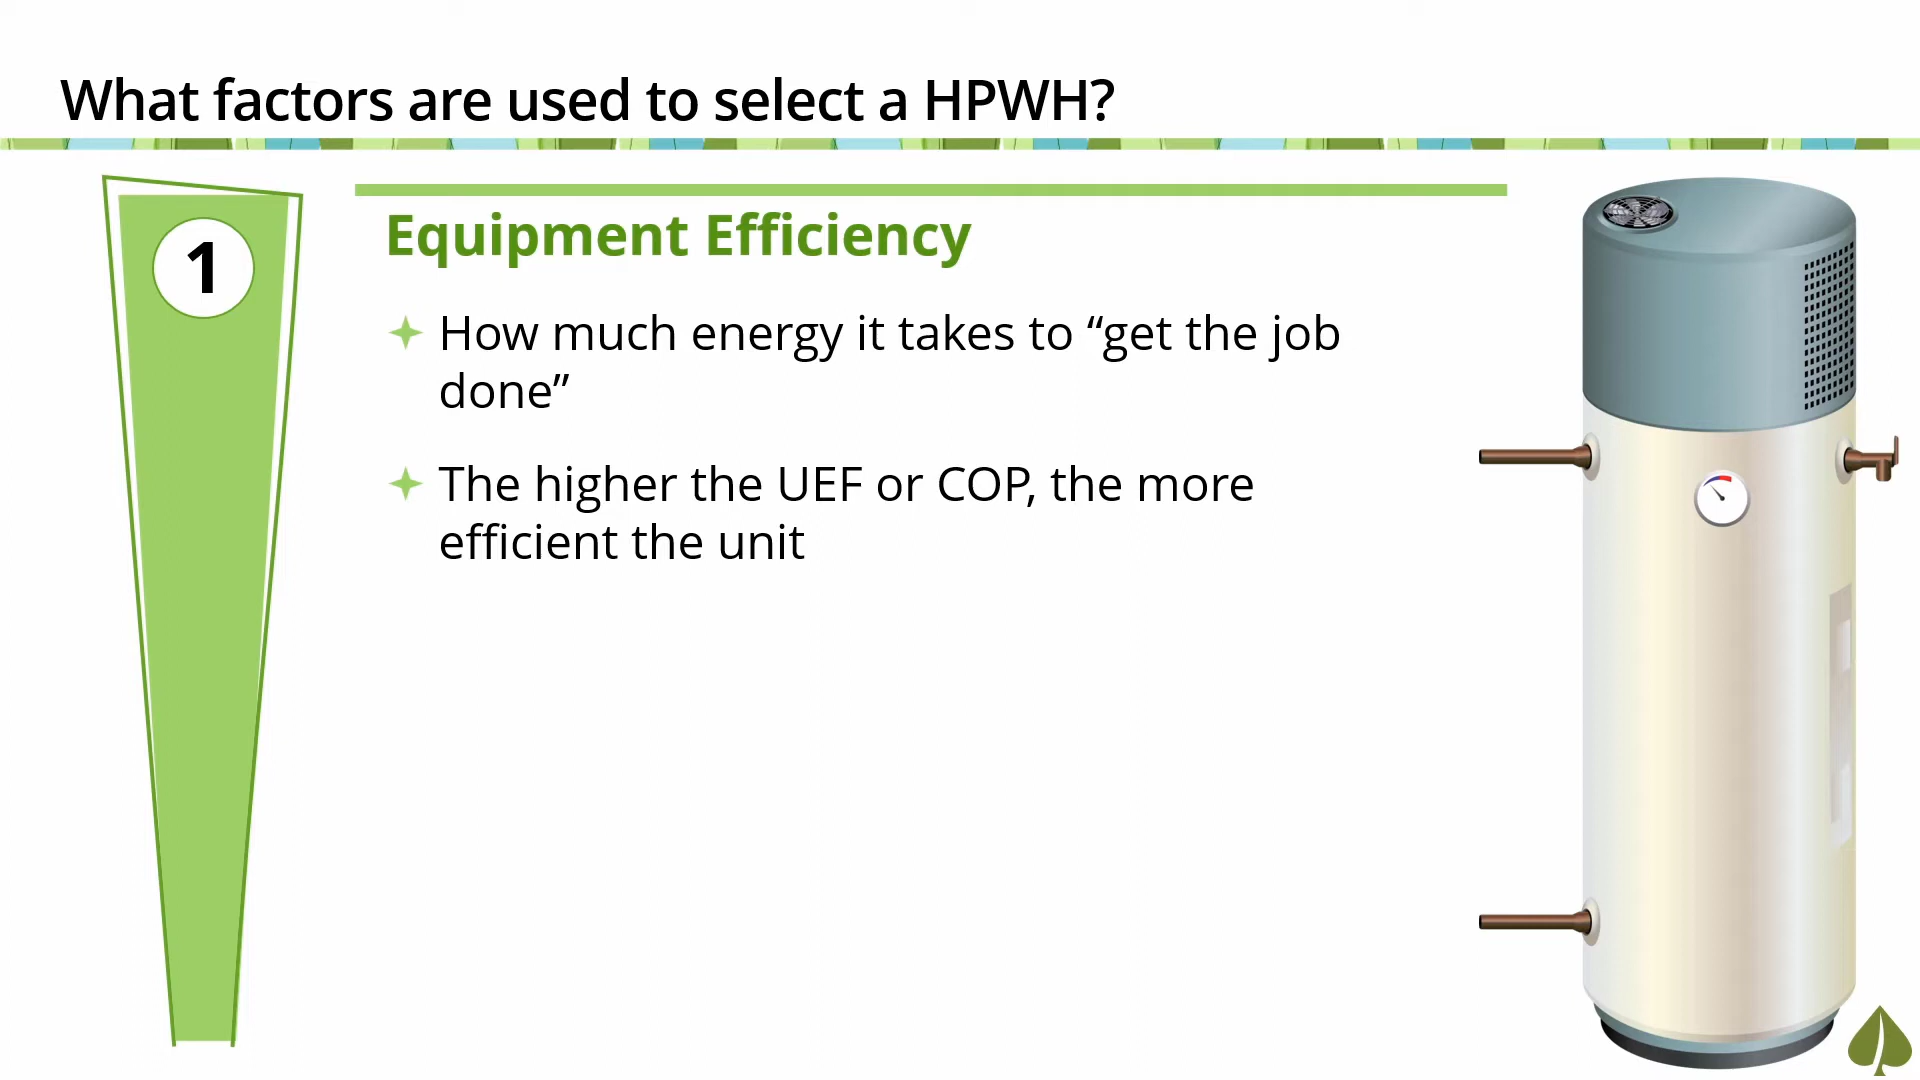 What factors are used to select a HPWH?
1
Equipment Efficiency
How much energy it takes to “get the job
done”
The higher the UEF or COP, the more
efficient the unit